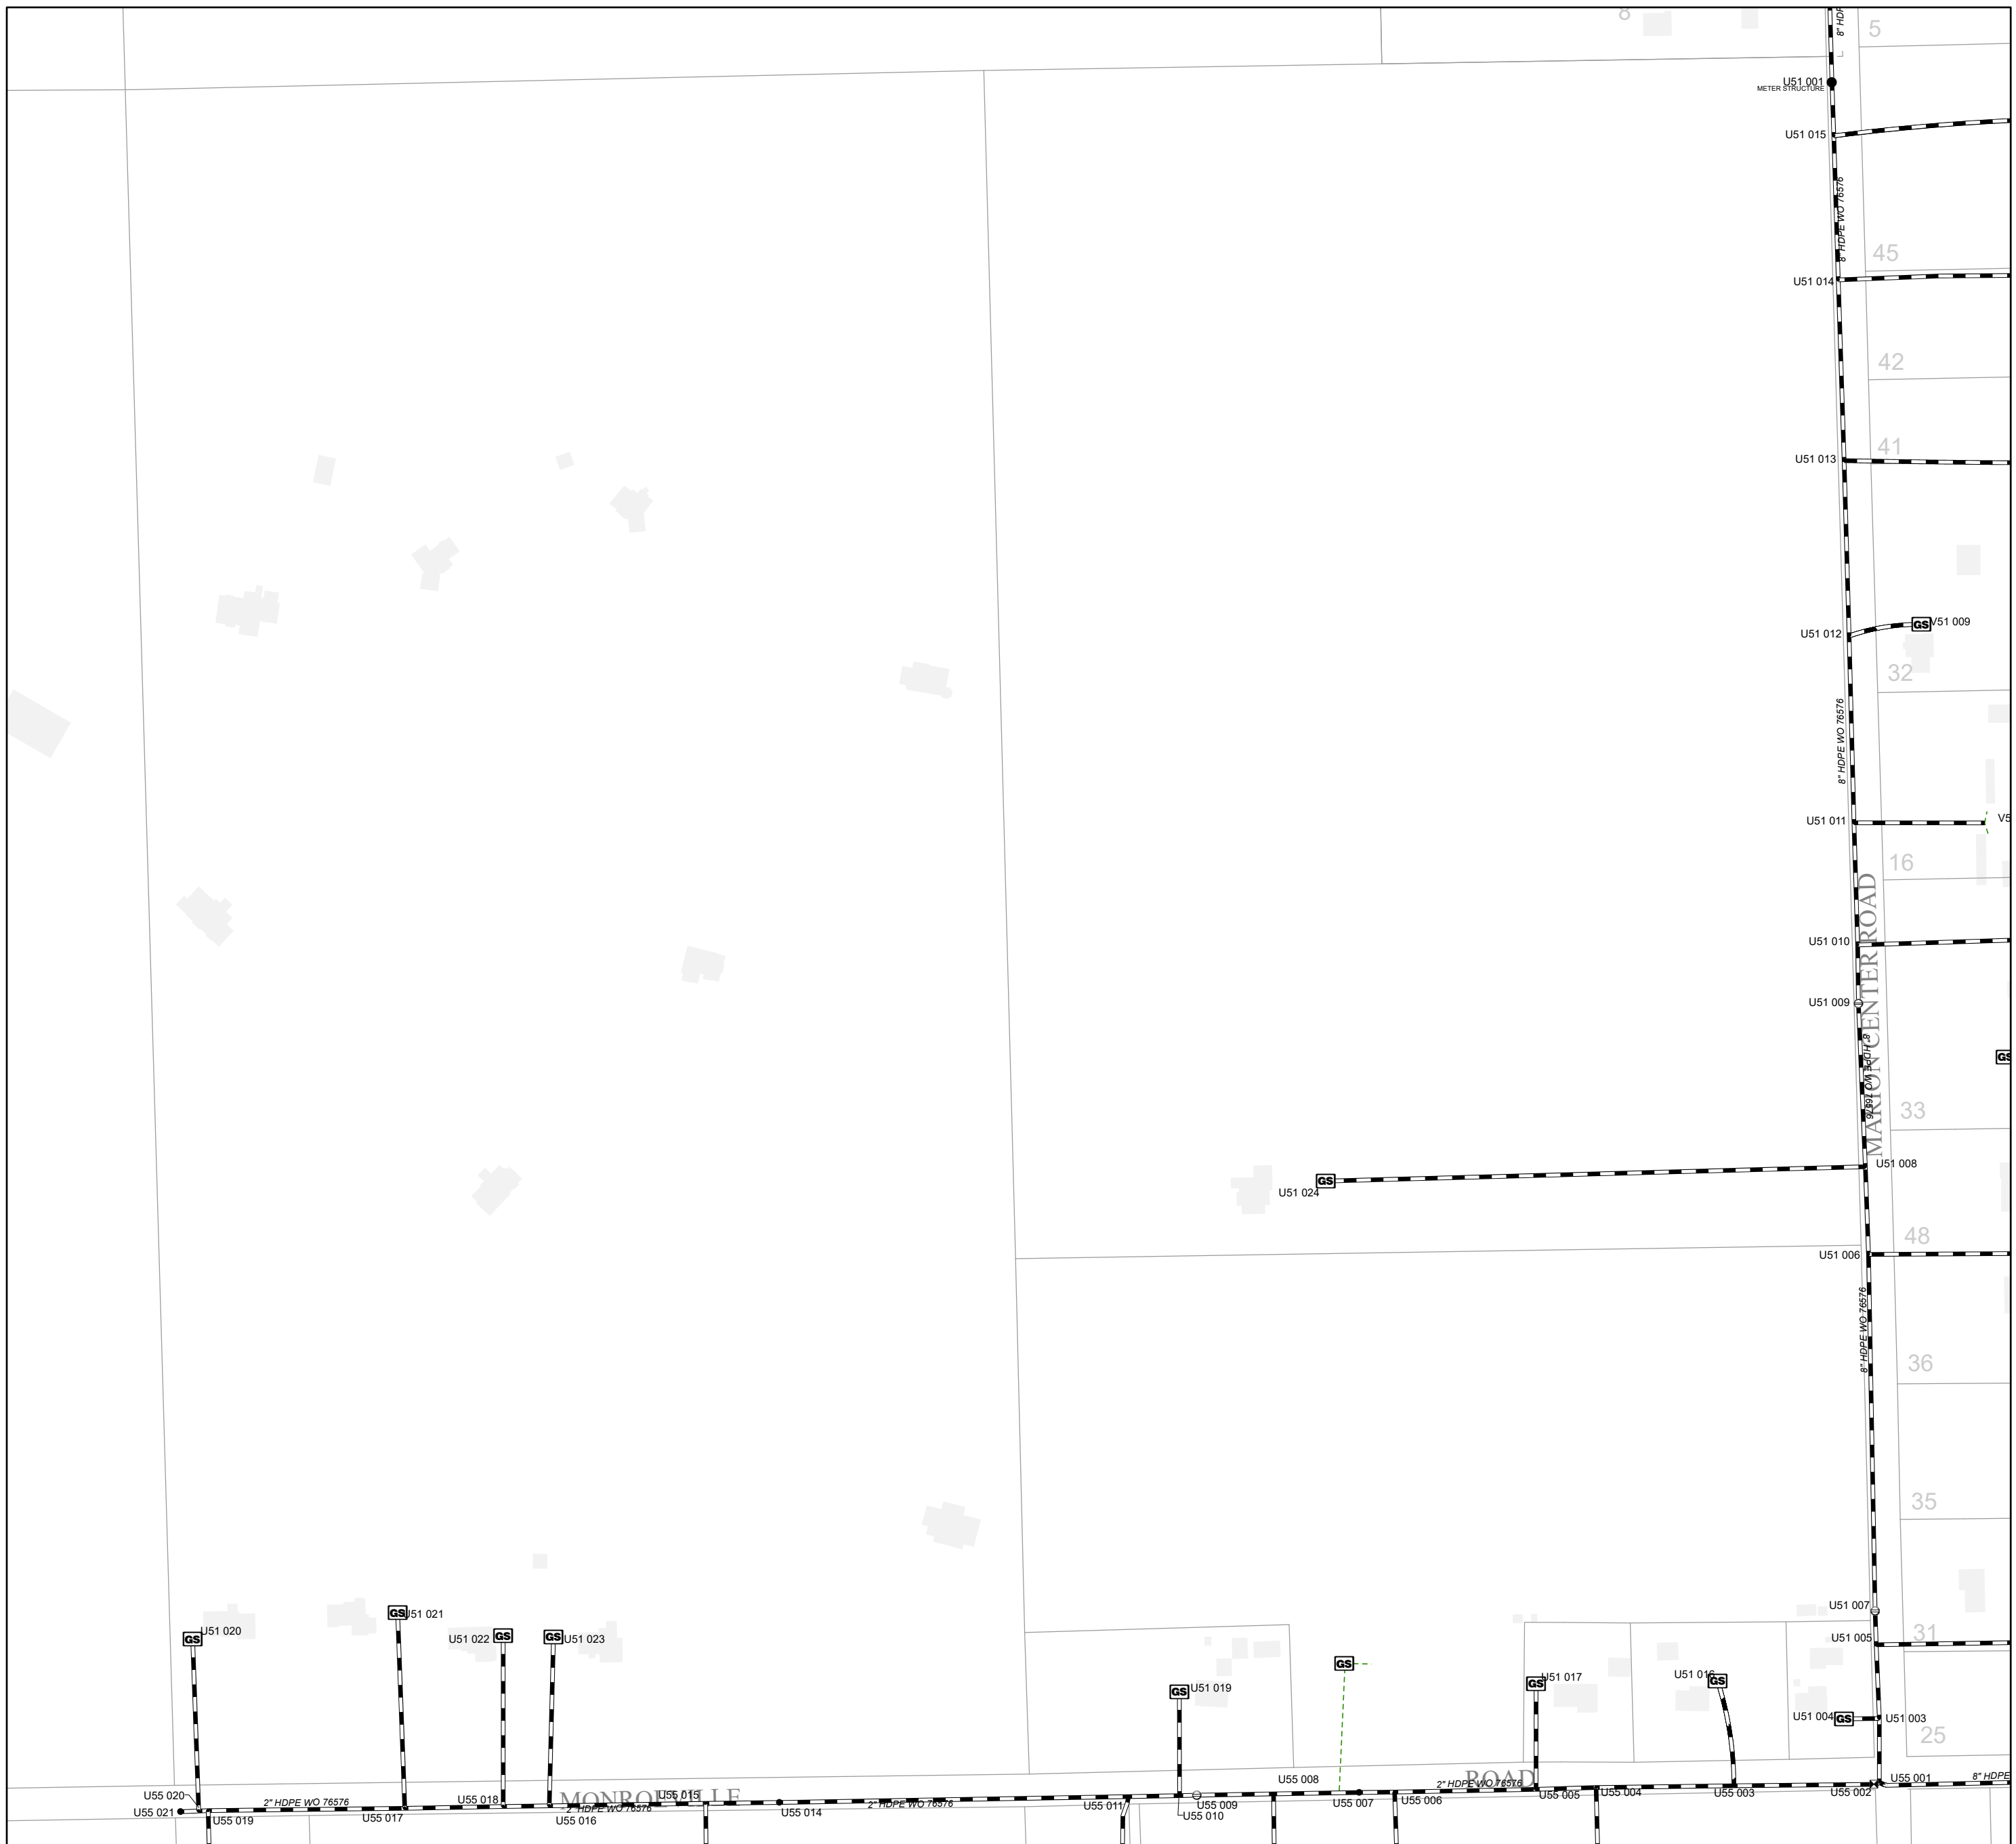 8
8" HDF
5
U51 001
METER STRUCTURE
U51 015
8" HDPE WO 76576
45
U51 014
42
41
U51 013
GS
V51 009
U51 012
32
8" HDPE WO 76576
U51 011
V5
16
MARION CENTER ROAD
U51 010
U51 009
8" HDPE WO 76576
GS
33
U51 008
GS
U51 024
48
U51 006
8" HDPE WO 76576
36
35
U51 007
GS
U51 021
GS
U51 020
U51 022
GS
GS
U51 023
U51 005
31
GS
GS
U51 019
GS
U51 017
U51 016
GS
U51 004
GS
U51 003
25
U55 020
U55 021
U55 019
2" HDPE WO 76576
U55 017
U55 018
2" HDPE WO 76576
U55 016
MONROEVILLE ROAD
U55 015
U55 014
2" HDPE WO 76576
U55 011
U55 009
U55 010
U55 008
U55 007
U55 006
2" HDPE WO 76576
U55 005
U55 004
U55 003
U55 002
U55 001
8" HDPE